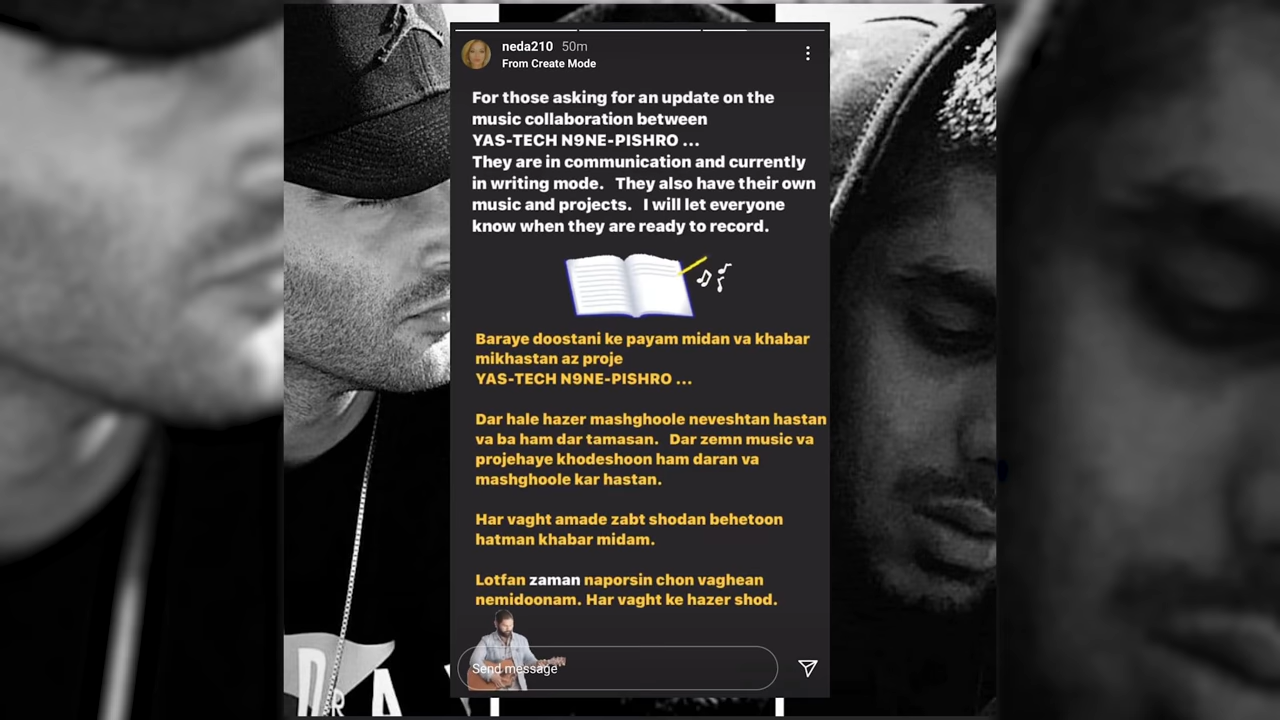 neda210 50m
From Create Mode
For those asking for an update on the
music collaboration between
YAS-TECH N9NE-PISHRO ...
They are in communication and currently
in writing mode. They also have their own
music and projects. I will let everyone
know when they are ready to record.
Baraye doostani ke payam midan va khabar
mikhastan az proje
YAS-TECH N9NE-PISHRO ...
Dar hale hazer mashghoole neveshtan hastan
va ba ham dar tamasan. Dar zemn music va
projehaye khodeshoon ham daran va
mashghoole kar hastan.
Har vaght amade zabt shodan behetoon
hatman khabar midam.
Lotfan zaman naporsin chon vaghean
nemidoonam. Har vaght ke hazer shod.
Send message